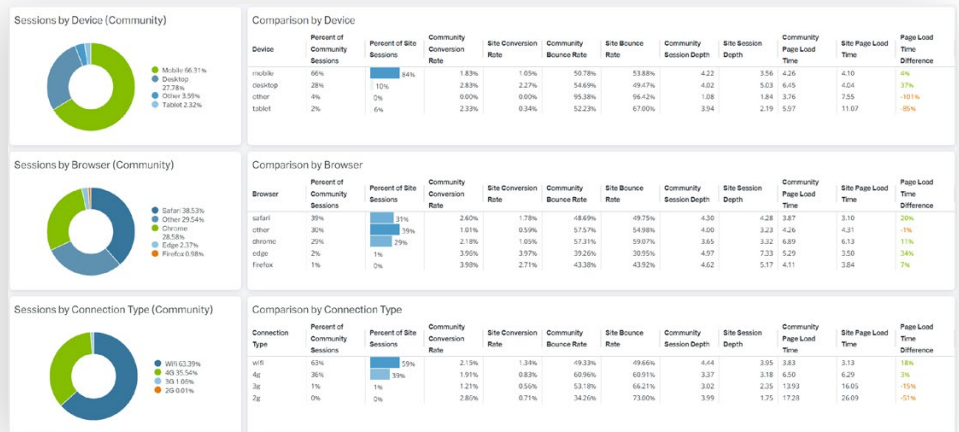 Sessions by Device (Community)
Mobile 66.31%
Desktop
27.78%
Other 3.59%
Tablet 2.32%
Comparison by Device
Device Percent of Community Sessions Percent of Site Sessions Community Conversion Rate Site Conversion Rate Community Bounce Rate Site Bounce Rate Community Session Depth Site Session Depth Community Page Load Time Site Page Load Time Page Load Time Difference
mobile 66% 84% 1.83% 1.05% 50.78% 53.88% 4.22 3.56 4.26 4.10 4%
desktop 28% 10% 2.83% 2.27% 54.69% 49.47% 4.02 5.03 6.45 4.04 37%
other 4% 0% 0.00% 0.00% 95.38% 96.42% 1.08 1.84 3.76 7.55 -101%
tablet 2% 6% 2.33% 0.34% 52.23% 67.00% 3.94 2.19 5.97 11.07 -85%
Sessions by Browser (Community)
Safari 38.53%
Other 29.54%
Chrome
28.58%
Edge 2.37%
Firefox 0.98%
Comparison by Browser
Browser Percent of Community Sessions Percent of Site Sessions Community Conversion Rate Site Conversion Rate Community Bounce Rate Site Bounce Rate Community Session Depth Site Session Depth Community Page Load Time Site Page Load Time Page Load Time Difference
safari 39% 31% 2.60% 1.78% 48.69% 49.75% 4.30 4.28 3.87 3.10 20%
other 30% 39% 1.01% 0.59% 57.57% 54.98% 4.00 3.23 4.26 4.31 -1%
chrome 29% 29% 2.18% 1.05% 57.31% 59.07% 3.65 3.32 6.89 6.13 11%
edge 2% 1% 3.96% 3.97% 39.26% 30.95% 4.97 7.33 5.29 3.50 34%
firefox 1% 0% 3.98% 2.71% 43.38% 43.92% 4.62 5.17 4.11 3.84 7%
Sessions by Connection Type (Community)
Wifi 63.39%
4G 35.54%
3G 1.06%
2G 0.01%
Comparison by Connection Type
Connection Type Percent of Community Sessions Percent of Site Sessions Community Conversion Rate Site Conversion Rate Community Bounce Rate Site Bounce Rate Community Session Depth Site Session Depth Community Page Load Time Site Page Load Time Page Load Time Difference
wifi 63% 59% 2.15% 1.34% 49.33% 49.66% 4.44 3.95 3.83 3.13 18%
4g 36% 39% 1.91% 0.83% 60.96% 60.91% 3.37 3.18 6.50 6.29 3%
3g 1% 1% 1.21% 0.56% 53.18% 66.21% 3.02 2.35 13.93 16.05 -15%
2g 0% 0% 2.86% 0.71% 34.26% 73.00% 3.99 1.75 17.28 26.09 -51%